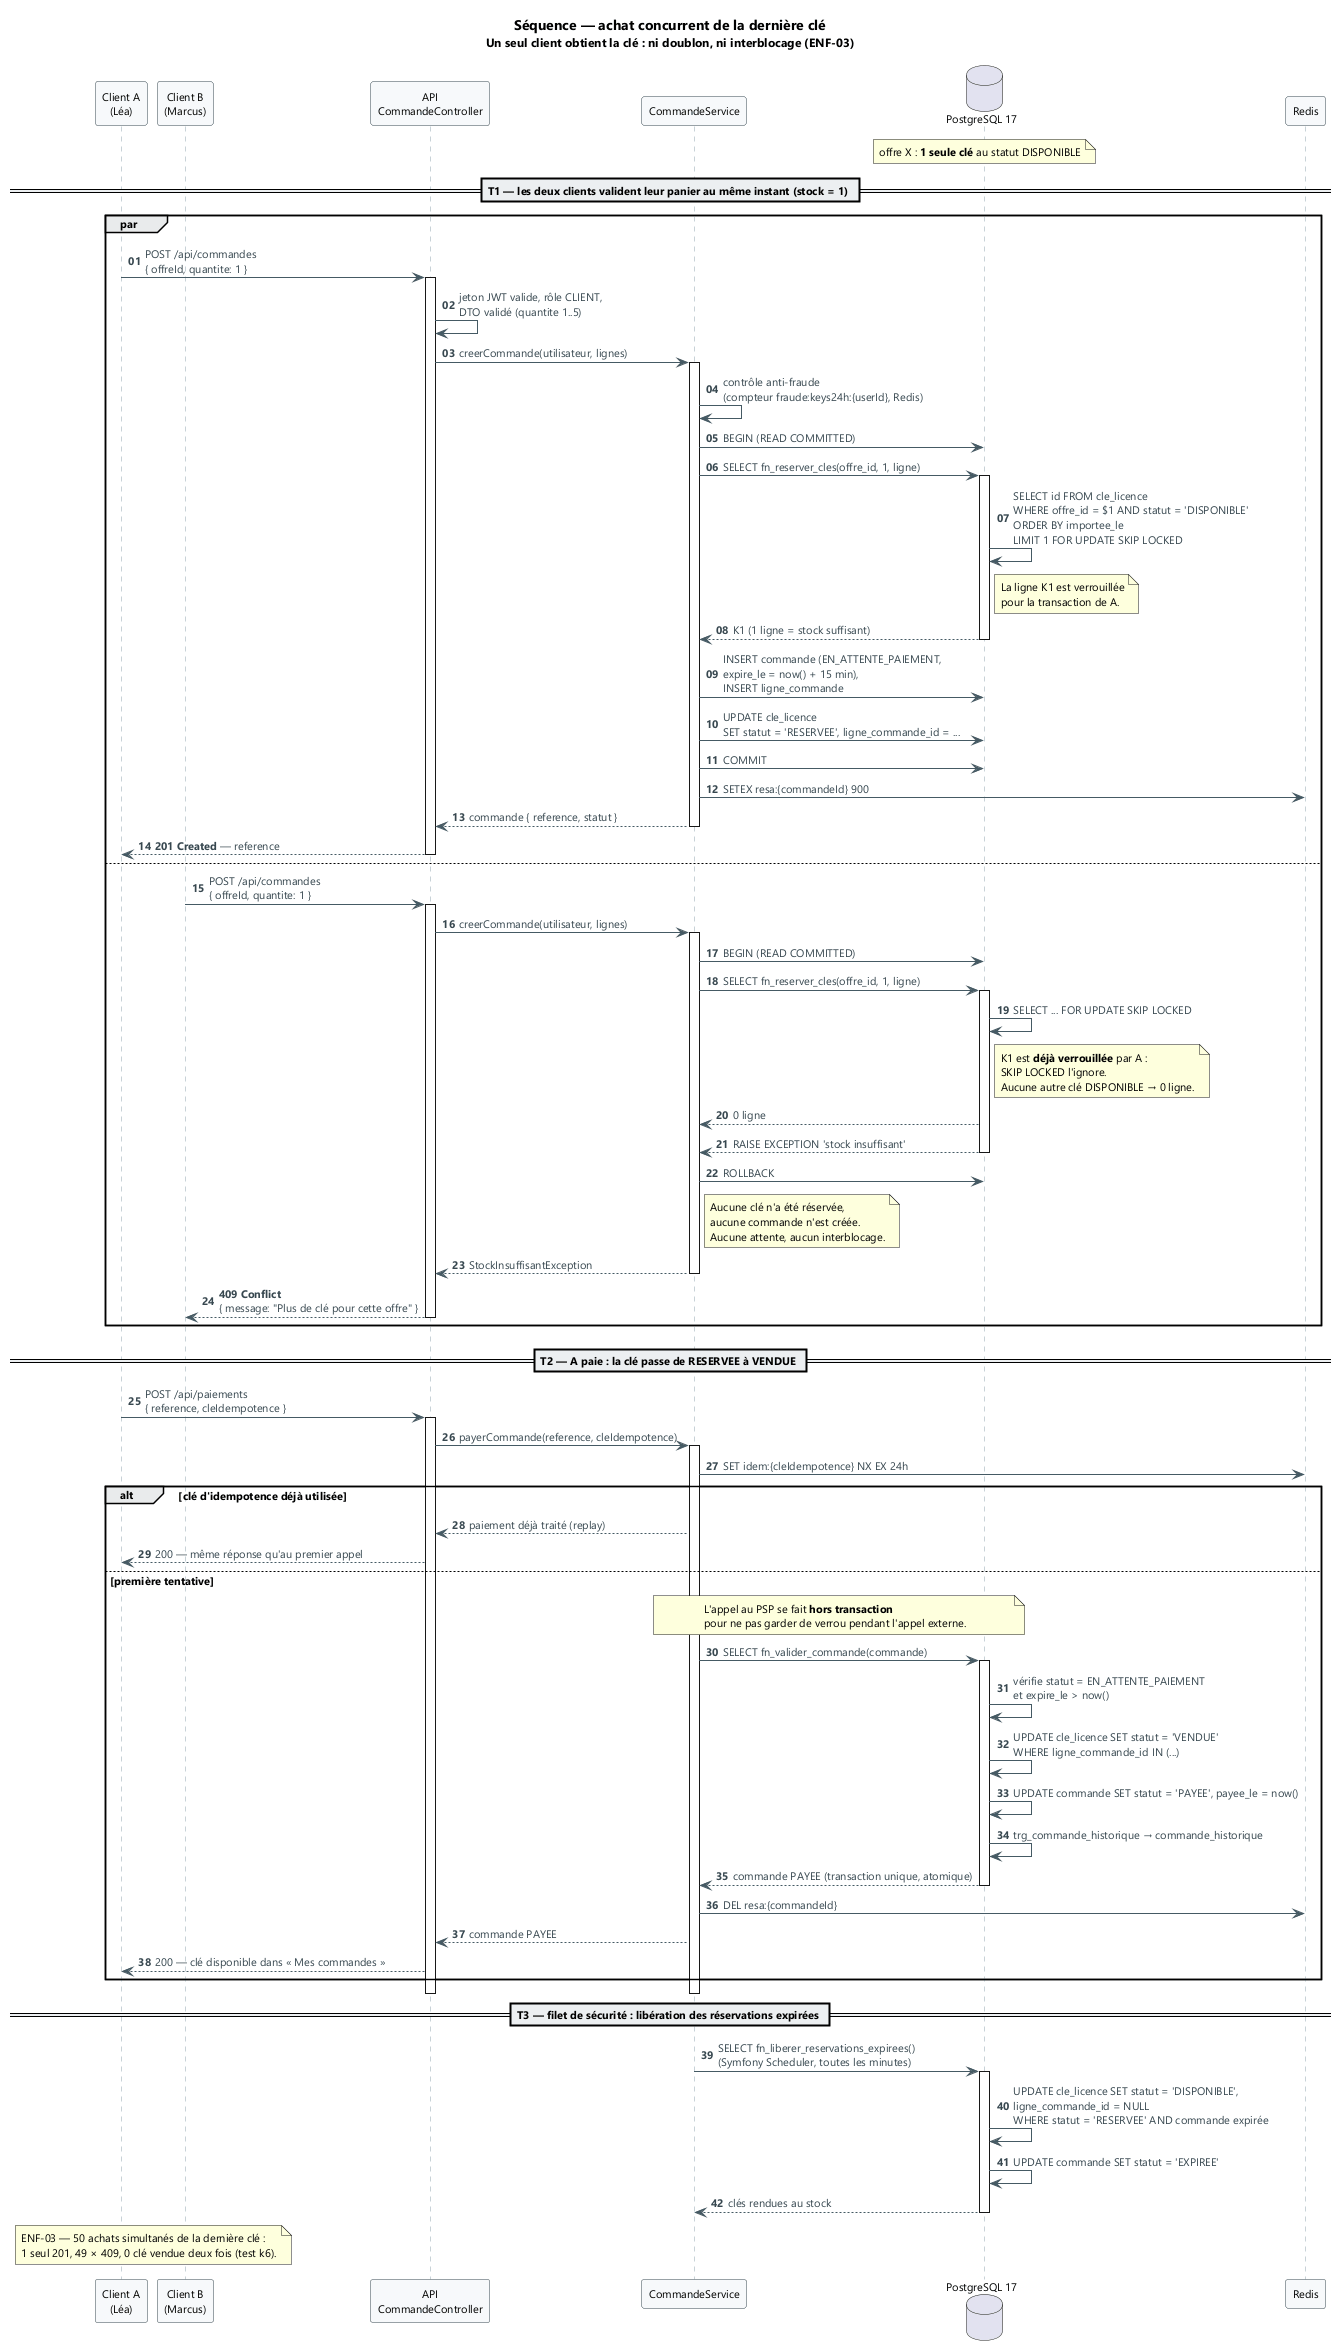 Séquence — achat concurrent de la dernière clé
Un seul client obtient la clé : ni doublon, ni interblocage (ENF-03)
Client A
(Léa)
Client B
(Marcus)
API
CommandeController
CommandeService
PostgreSQL 17
Redis
offre X : 1 seule clé au statut DISPONIBLE
T1 — les deux clients valident leur panier au même instant (stock = 1)
par
01 POST /api/commandes
{ offreId, quantite: 1 }
02 jeton JWT valide, rôle CLIENT,
DTO validé (quantite 1..5)
03 creerCommande(utilisateur, lignes)
04 contrôle anti-fraude
(compteur fraude:keys24h:{userId}, Redis)
05 BEGIN (READ COMMITTED)
06 SELECT fn_reserver_cles(offre_id, 1, ligne)
07 SELECT id FROM cle_licence
WHERE offre_id = $1 AND statut = 'DISPONIBLE'
ORDER BY importee_le
LIMIT 1 FOR UPDATE SKIP LOCKED
La ligne K1 est verrouillée
pour la transaction de A.
08 K1 (1 ligne = stock suffisant)
09 INSERT commande (EN_ATTENTE_PAIEMENT,
expire_le = now() + 15 min),
INSERT ligne_commande
10 UPDATE cle_licence
SET statut = 'RESERVEE', ligne_commande_id = ...
11 COMMIT
12 SETEX resa:{commandeId} 900
13 commande { reference, statut }
14 201 Created — reference
15 POST /api/commandes
{ offreId, quantite: 1 }
16 creerCommande(utilisateur, lignes)
17 BEGIN (READ COMMITTED)
18 SELECT fn_reserver_cles(offre_id, 1, ligne)
19 SELECT ... FOR UPDATE SKIP LOCKED
K1 est déjà verrouillée par A :
SKIP LOCKED l'ignore.
Aucune autre clé DISPONIBLE → 0 ligne.
20 0 ligne
21 RAISE EXCEPTION 'stock insuffisant'
22 ROLLBACK
Aucune clé n'a été réservée,
aucune commande n'est créée.
Aucune attente, aucun interblocage.
23 StockInsuffisantException
24 409 Conflict
{ message: "Plus de clé pour cette offre" }
T2 — A paie : la clé passe de RESERVEE à VENDUE
25 POST /api/paiements
{ reference, cleIdempotence }
26 payerCommande(reference, cleIdempotence)
27 SET idem:{cleIdempotence} NX EX 24h
alt [clé d'idempotence déjà utilisée]
28 paiement déjà traité (replay)
29 200 — même réponse qu'au premier appel
[première tentative]
L'appel au PSP se fait hors transaction
pour ne pas garder de verrou pendant l'appel externe.
30 SELECT fn_valider_commande(commande)
31 vérifie statut = EN_ATTENTE_PAIEMENT
et expire_le > now()
32 UPDATE cle_licence SET statut = 'VENDUE'
WHERE ligne_commande_id IN (...)
33 UPDATE commande SET statut = 'PAYEE', payee_le = now()
34 trg_commande_historique → commande_historique
35 commande PAYEE (transaction unique, atomique)
36 DEL resa:{commandeId}
37 commande PAYEE
38 200 — clé disponible dans « Mes commandes »
T3 — filet de sécurité : libération des réservations expirées
39 SELECT fn_liberer_reservations_expirees()
(Symfony Scheduler, toutes les minutes)
40 UPDATE cle_licence SET statut = 'DISPONIBLE',
ligne_commande_id = NULL
WHERE statut = 'RESERVEE' AND commande expirée
41 UPDATE commande SET statut = 'EXPIREE'
42 clés rendues au stock
ENF-03 — 50 achats simultanés de la dernière clé :
1 seul 201, 49 × 409, 0 clé vendue deux fois (test k6).
Client A
(Léa)
Client B
(Marcus)
API
CommandeController
CommandeService
PostgreSQL 17
Redis